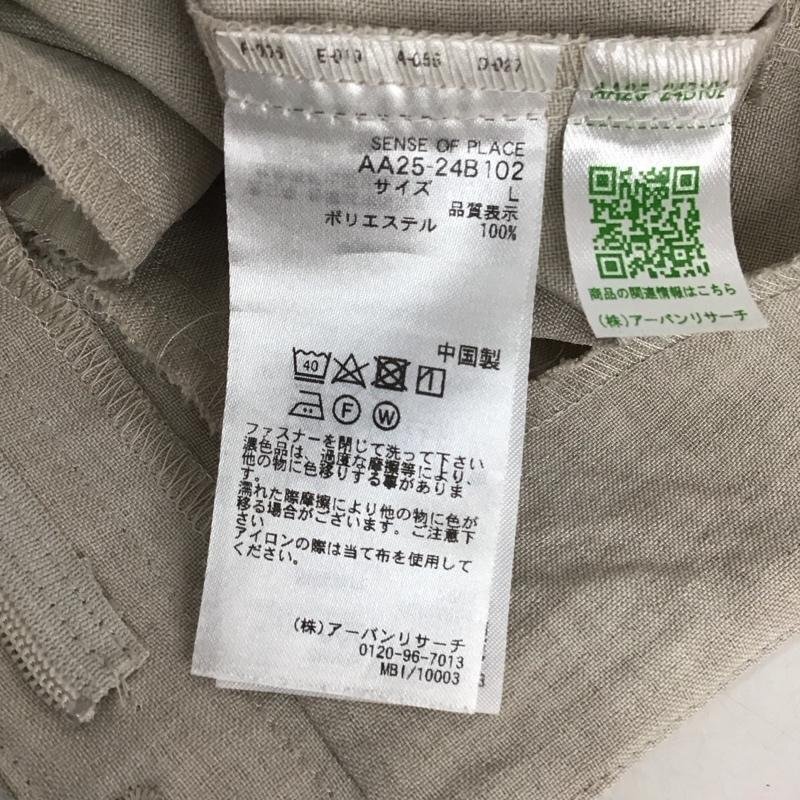 E-019 A-056 D-027
SENSE OF PLACE
AA25-24B102
サイズ L
品質表示
ポリエステル 100%
中国製
40
F W
ファスナーを閉じて洗って下さい
濃色品は、過度な摩擦等により、
他の物に色移りする事がありま
す。
濡れた際摩擦により他の物に色が
移る場合がございます。ご注意下
さい
アイロンの際は当て布を使用して
ください。
(株)アーバンリサーチ
0120-96-7013
MBI/10003
AA25-24B102
商品の関連情報はこちら
(株)アーバンリサーチ